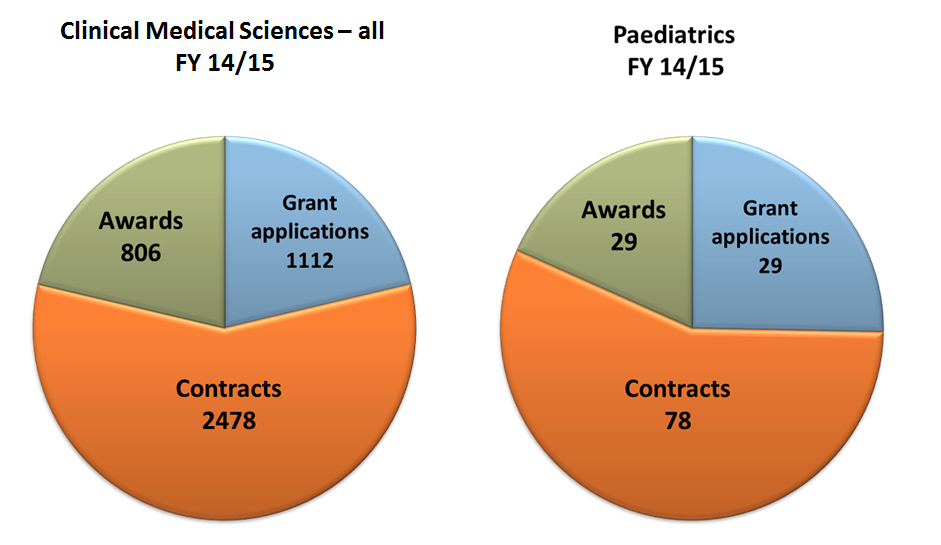 Clinical Medical Sciences – all
FY 14/15
Awards
806
Grant
applications
1112
Contracts
2478
Paediatrics
FY 14/15
Awards
29
Grant
applications
29
Contracts
78